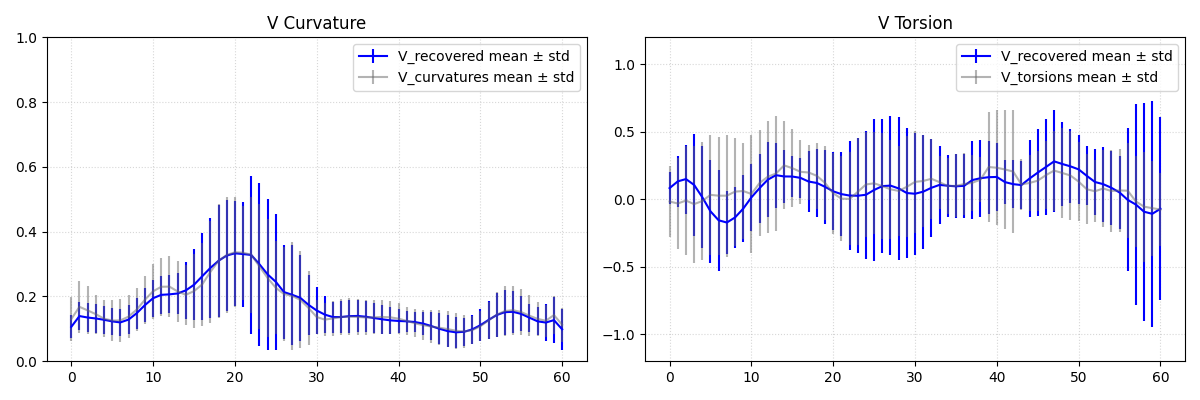 V Curvature
V_recovered mean ± std
V_curvatures mean ± std
1.0
0.8
0.6
0.4
0.2
0.0
0 10 20 30 40 50 60
V Torsion
V_recovered mean ± std
V_torsions mean ± std
1.0
0.5
0.0
−0.5
−1.0
0 10 20 30 40 50 60